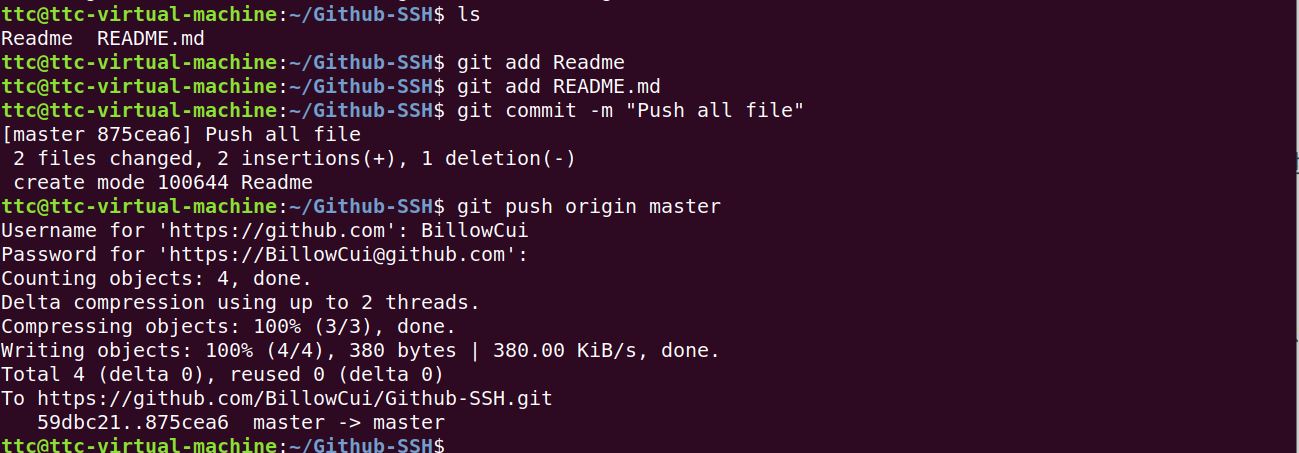 ttc@ttc-virtual-machine:~/Github-SSH$ ls
Readme  README.md
ttc@ttc-virtual-machine:~/Github-SSH$ git add Readme
ttc@ttc-virtual-machine:~/Github-SSH$ git add README.md
ttc@ttc-virtual-machine:~/Github-SSH$ git commit -m "Push all file"
[master 875cea6] Push all file
 2 files changed, 2 insertions(+), 1 deletion(-)
 create mode 100644 Readme
ttc@ttc-virtual-machine:~/Github-SSH$ git push origin master
Username for 'https://github.com': BillowCui
Password for 'https://BillowCui@github.com':
Counting objects: 4, done.
Delta compression using up to 2 threads.
Compressing objects: 100% (3/3), done.
Writing objects: 100% (4/4), 380 bytes | 380.00 KiB/s, done.
Total 4 (delta 0), reused 0 (delta 0)
To https://github.com/BillowCui/Github-SSH.git
   59dbc21..875cea6  master -> master
ttc@ttc-virtual-machine:~/Github-SSH$